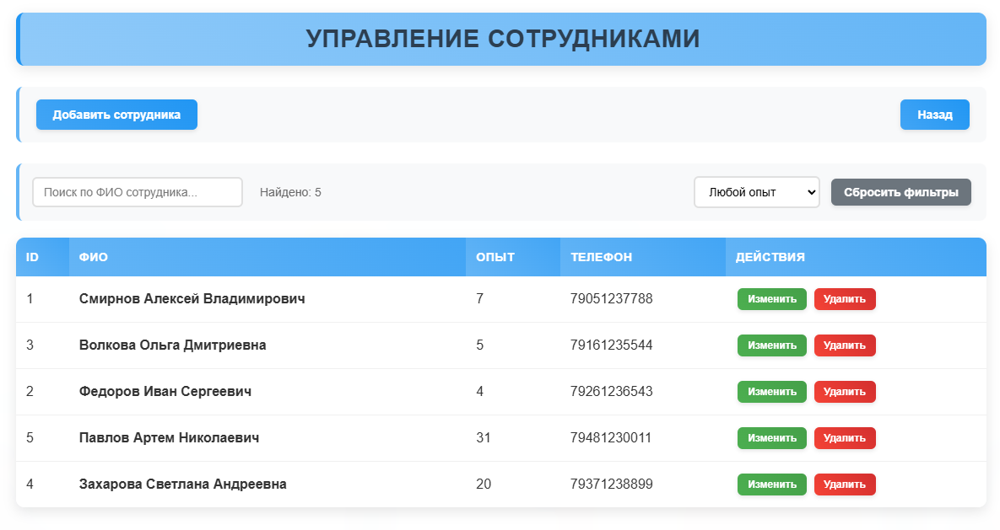 УПРАВЛЕНИЕ СОТРУДНИКАМИ
Добавить сотрудника Назад
Поиск по ФИО сотрудника... Найдено: 5 Любой опыт Сбросить фильтры
ID ФИО ОПЫТ ТЕЛЕФОН ДЕЙСТВИЯ
1 Смирнов Алексей Владимирович 7 79051237788 Изменить Удалить
3 Волкова Ольга Дмитриевна 5 79161235544 Изменить Удалить
2 Федоров Иван Сергеевич 4 79261236543 Изменить Удалить
5 Павлов Артем Николаевич 31 79481230011 Изменить Удалить
4 Захарова Светлана Андреевна 20 79371238899 Изменить Удалить